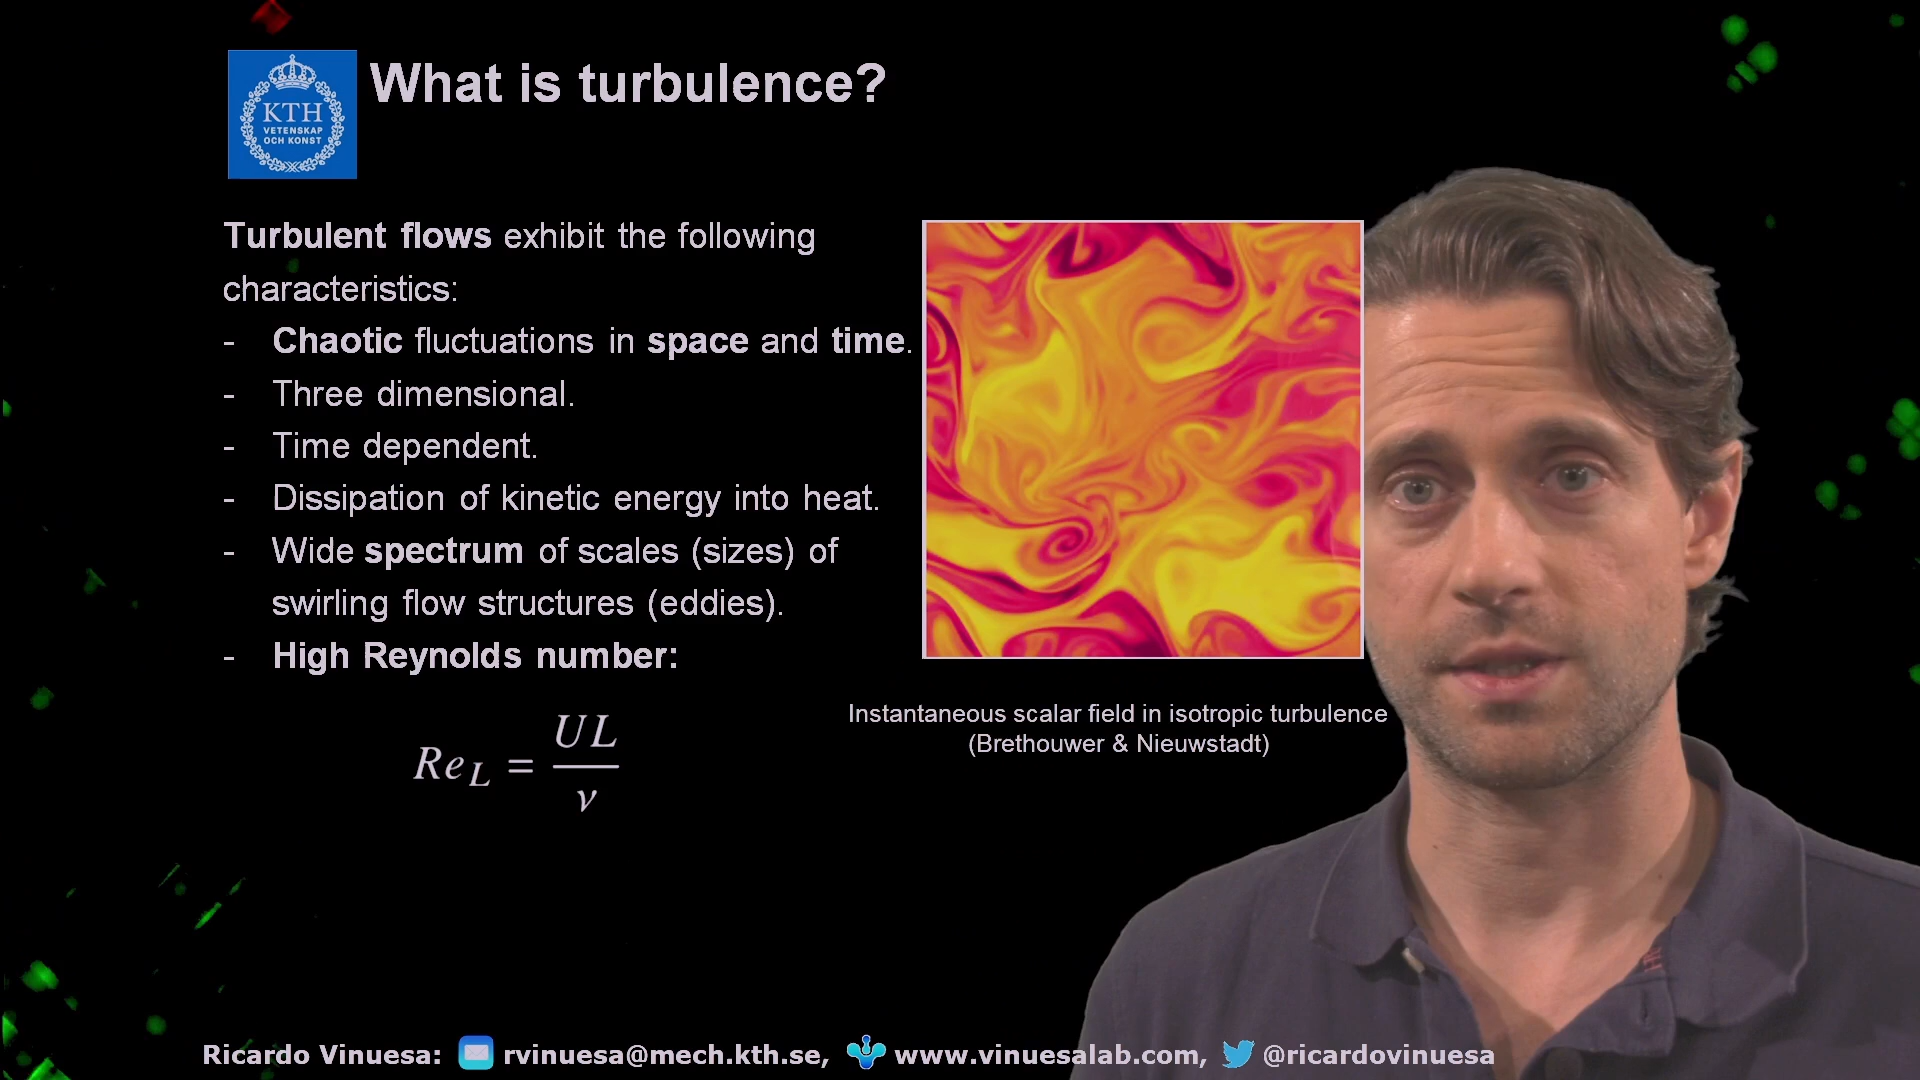 KTH
VETENSKAP
OCH KONST
What is turbulence?
Turbulent flows exhibit the following
characteristics:
- Chaotic fluctuations in space and time.
- Three dimensional.
- Time dependent.
- Dissipation of kinetic energy into heat.
- Wide spectrum of scales (sizes) of
swirling flow structures (eddies).
- High Reynolds number:
Re_L = UL / ν
Instantaneous scalar field in isotropic turbulence
(Brethouwer & Nieuwstadt)
Ricardo Vinuesa: rvinuesa@mech.kth.se, www.vinuesalab.com, @ricardovinuesa